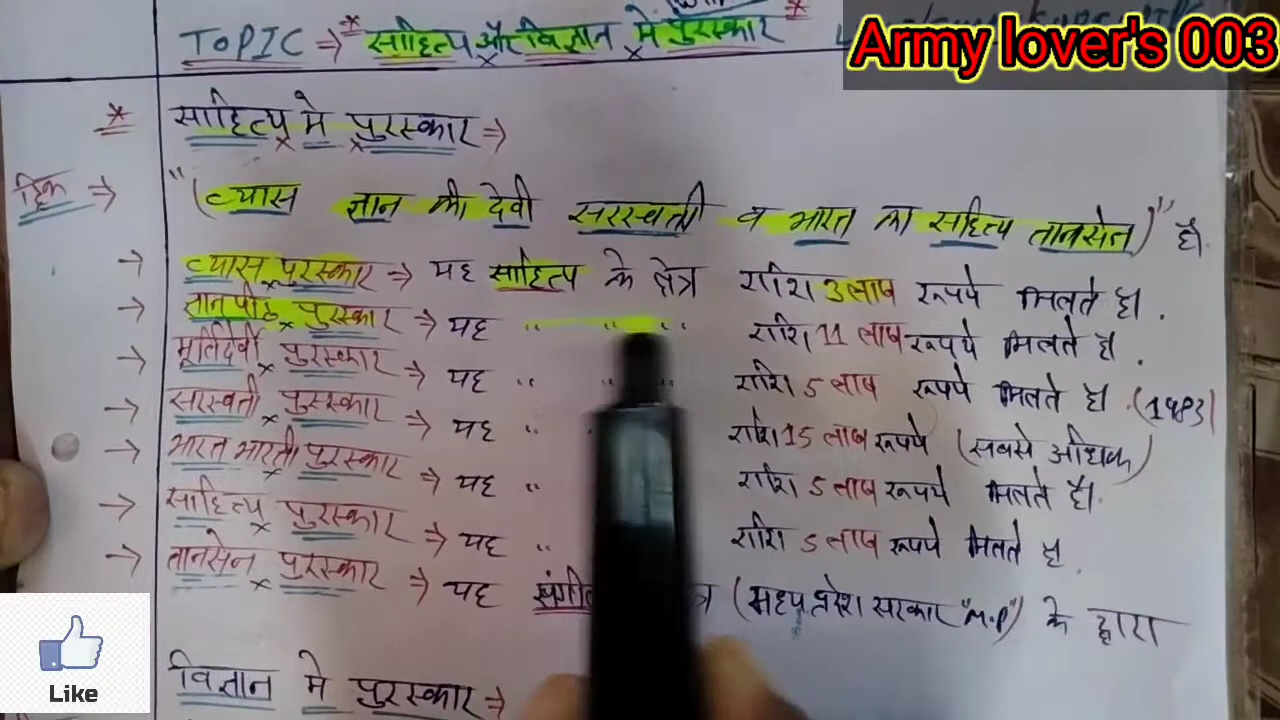 TOPIC ⇒ * साहित्य और विज्ञान मे पुरस्कार *
Army lover's 003
* साहित्य मे पुरस्कार ⇒
ट्रिक ⇒ "(व्यास ज्ञान की देवी सरस्वती व भारत का सहित्य तानसेन)" है।
→ व्यास पुरस्कार ⇒ यह साहित्य के क्षेत्र राशि 3 लाख रूपये मिलते है।
→ ज्ञानपीठ पुरस्कार ⇒ यह " " " राशि 11 लाख रूपये मिलते है।
→ मूर्तिदेवी पुरस्कार ⇒ यह " " " राशि 5 लाख रूपये मिलते है। (1983)
→ सरस्वती पुरस्कार ⇒ यह " राशि 15 लाख रूपये (सबसे अधिक)
→ भारत भारती पुरस्कार ⇒ यह " राशि 5 लाख रूपये मिलते है।
→ साहित्य पुरस्कार ⇒ यह " राशि 5 लाख रूपये मिलते है।
→ तानसेन पुरस्कार ⇒ यह (मध्य प्रदेश सरकार "M.P") के द्वारा
विज्ञान मे पुरस्कार ⇒
Like